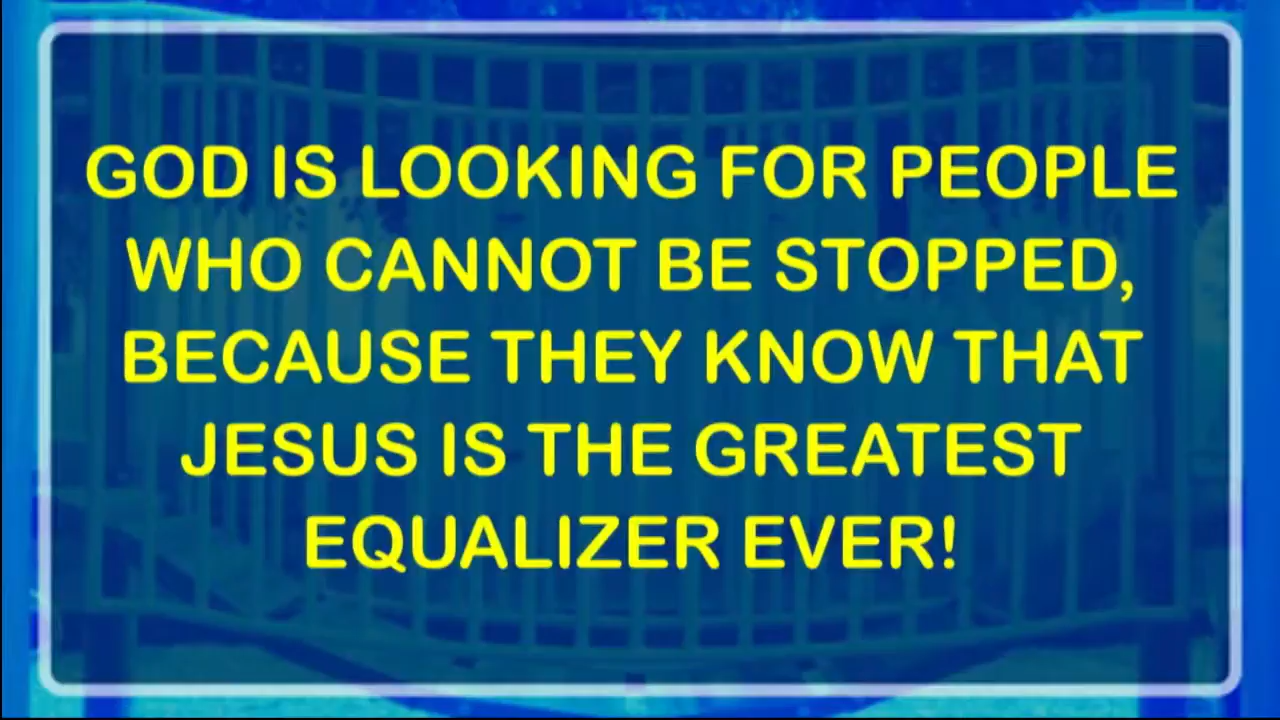 GOD IS LOOKING FOR PEOPLE
WHO CANNOT BE STOPPED,
BECAUSE THEY KNOW THAT
JESUS IS THE GREATEST
EQUALIZER EVER!